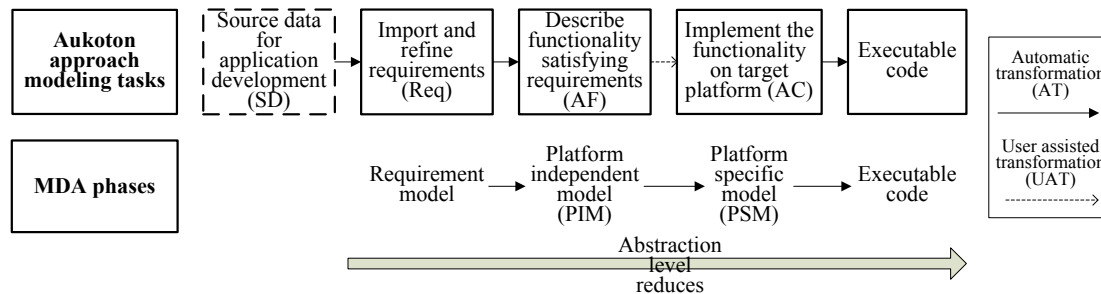 Aukoton
approach
modeling tasks
Source data
for
application
development
(SD)
Import and
refine
requirements
(Req)
Describe
functionality
satisfying
requirements
(AF)
Implement the
functionality
on target
platform (AC)
Executable
code
Automatic
transformation
(AT)
User assisted
transformation
(UAT)
MDA phases
Requirement
model
Platform
independent
model
(PIM)
Platform
specific
model
(PSM)
Executable
code
Abstraction
level
reduces